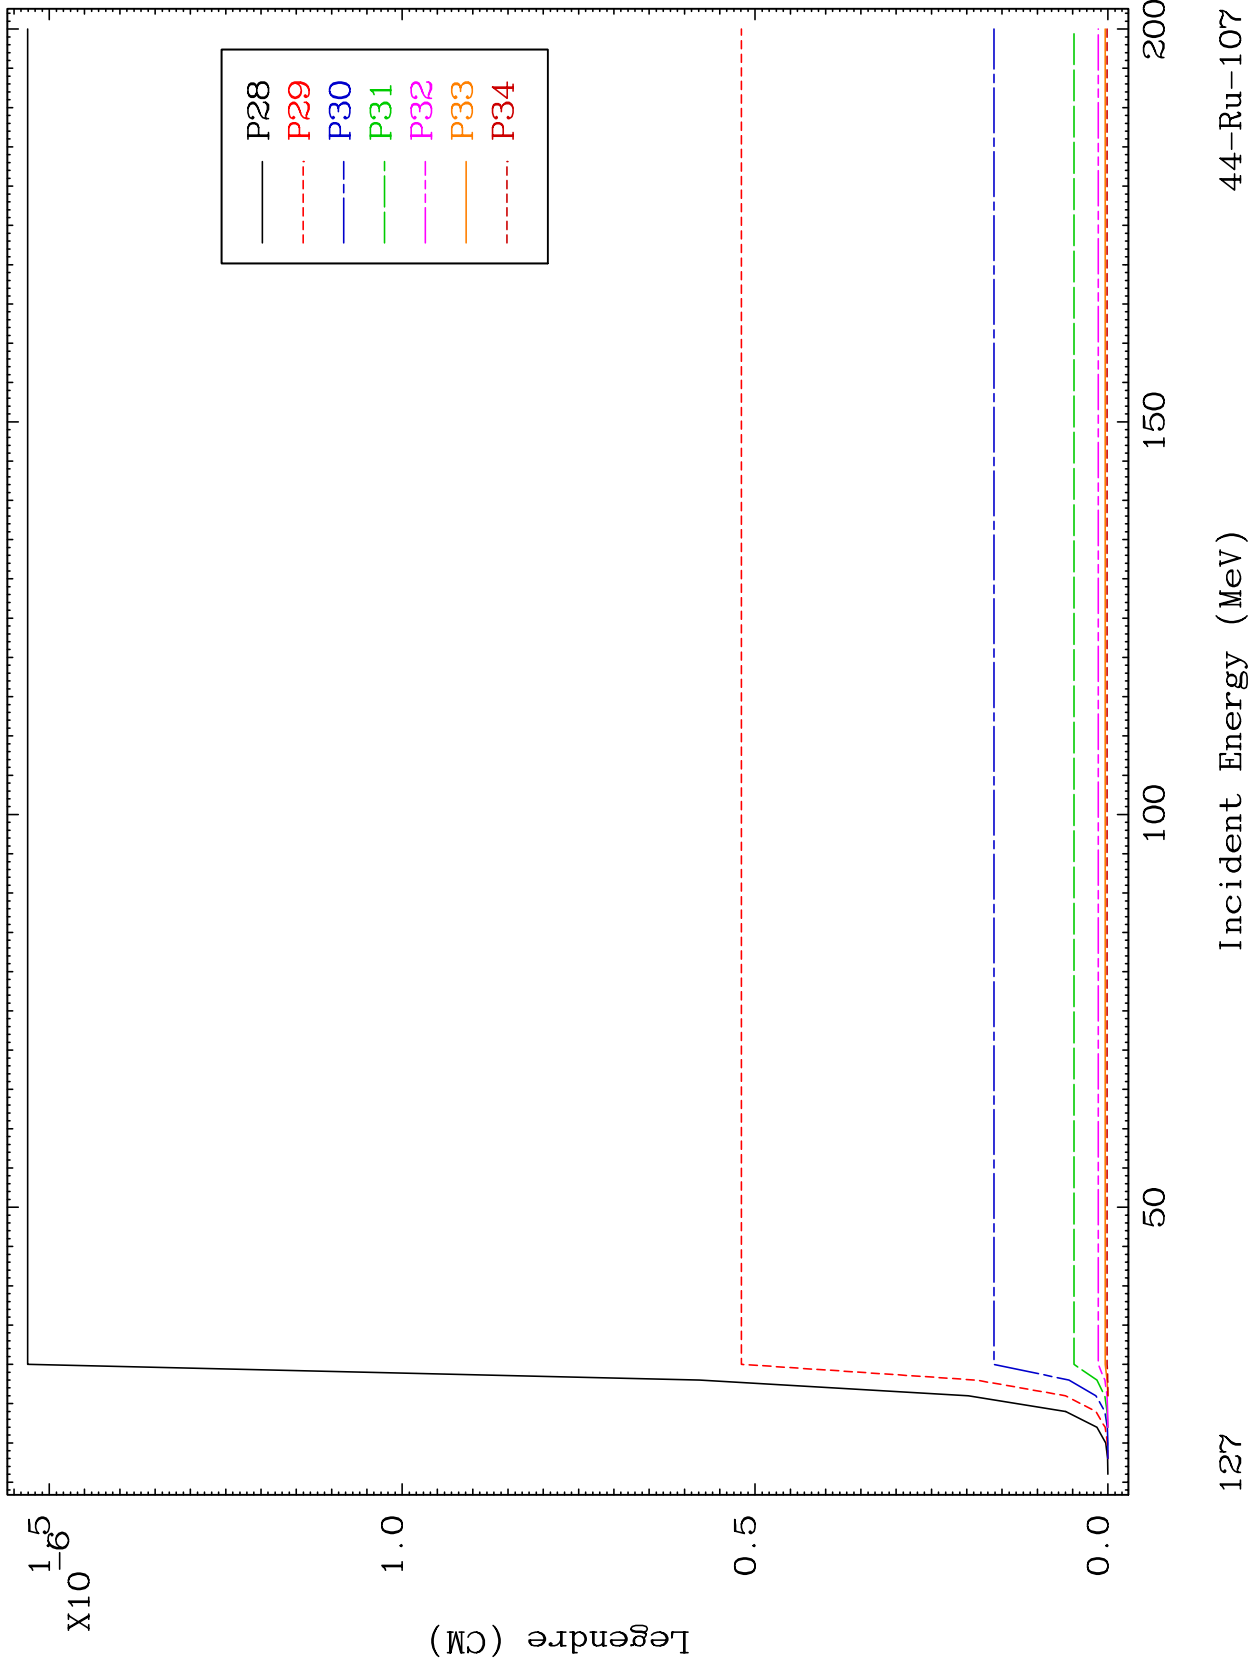 X10
-6
1.5
1.0
0.5
0.0
Legendre (CM)
P28
P29
P30
P31
P32
P33
P34
50
100
150
200
Incident Energy (MeV)
127
44-Ru-107